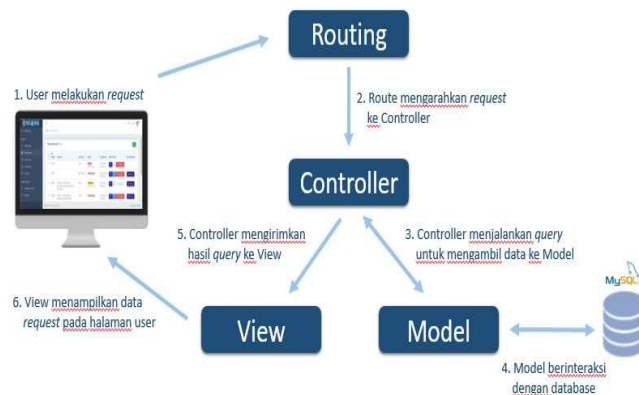 Routing
1. User melakukan request
2. Route mengarahkan request
ke Controller
Controller
5. Controller mengirimkan
hasil query ke View
3. Controller menjalankan query
untuk mengambil data ke Model
MySQL
6. View menampilkan data
request pada halaman user
View
Model
4. Model berinteraksi
dengan database